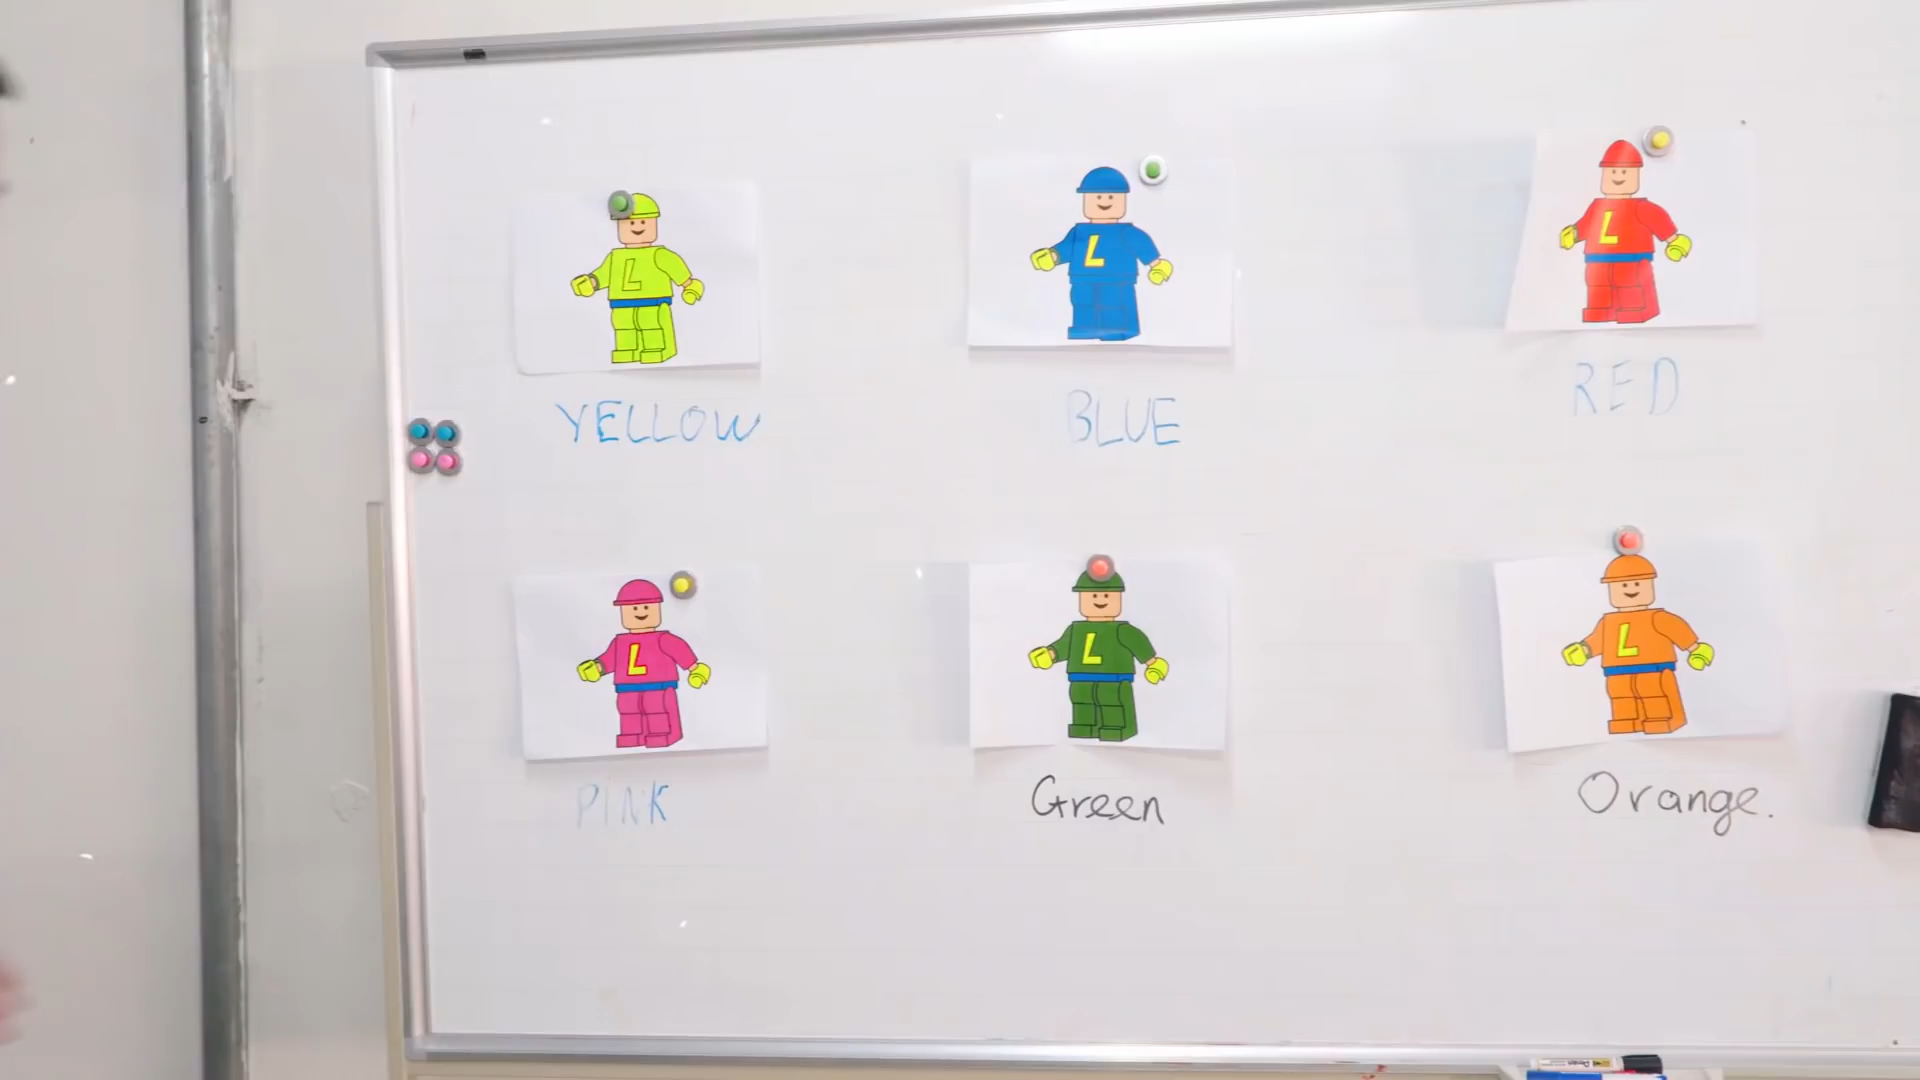 L
L
L
YELLOW
BLUE
RED
L
L
L
PINK
Green
Orange.